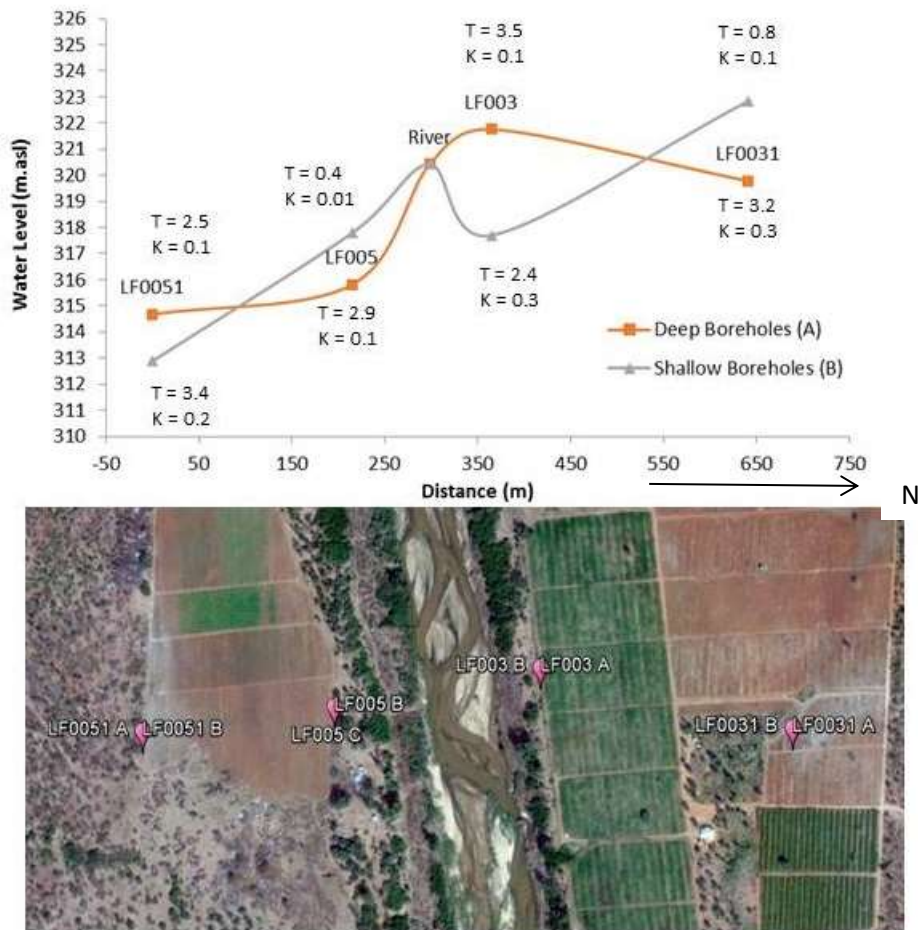 326
325
324
323
322
321
320
319
318
317
316
315
314
313
312
311
310
Water Level (m.asl)
T = 3.5
K = 0.1
T = 0.8
K = 0.1
LF003
River
LF0031
T = 0.4
K = 0.01
T = 3.2
K = 0.3
T = 2.5
K = 0.1
LF005
LF0051
T = 2.4
K = 0.3
T = 2.9
K = 0.1
Deep Boreholes (A)
Shallow Boreholes (B)
T = 3.4
K = 0.2
-50 50 150 250 350 450 550 650 750
Distance (m)
N
LF003 B LF003 A
LF005 B
LF005 C
LF0051 A LF0051 B
LF0031 B LF0031 A